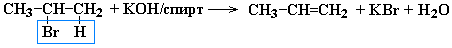 CH₃–CH–CH₂ + KOH/спирт ⟶ CH₃–CH=CH₂ + KBr + H₂O
Br H